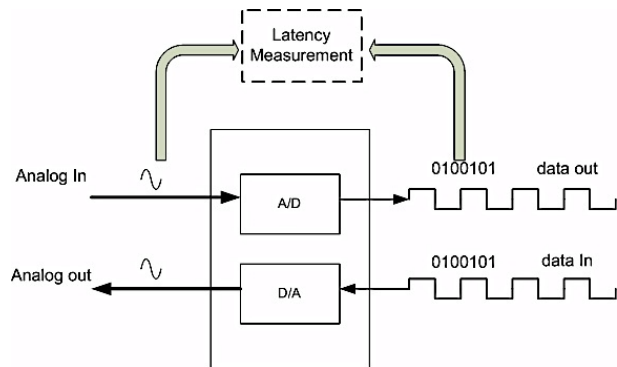 Latency
Measurement
Analog In
0100101
data out
A/D
Analog out
0100101
data In
D/A